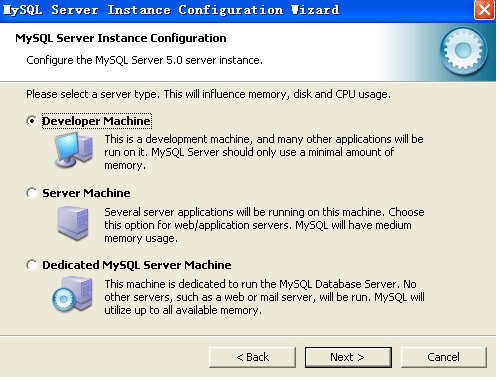 MySQL Server Instance Configuration Wizard
MySQL Server Instance Configuration
Configure the MySQL Server 5.0 server instance.
Please select a server type. This will influence memory, disk and CPU usage.
Developer Machine
This is a development machine, and many other applications will be
run on it. MySQL Server should only use a minimal amount of
memory.
Server Machine
Several server applications will be running on this machine. Choose
this option for web/application servers. MySQL will have medium
memory usage.
Dedicated MySQL Server Machine
This machine is dedicated to run the MySQL Database Server. No
other servers, such as a web or mail server, will be run. MySQL will
utilize up to all available memory.
< Back
Next >
Cancel